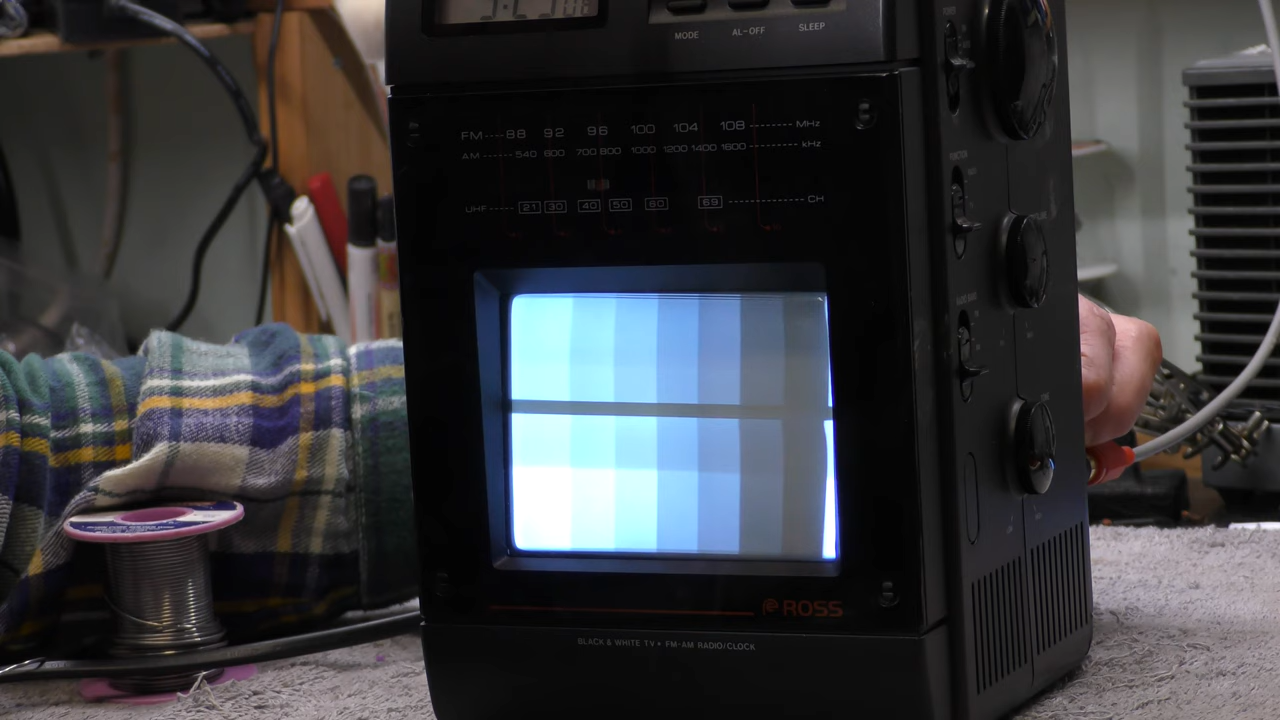 MODE AL-OFF SLEEP
FM 88 92 96 100 104 108 MHz
AM 540 600 700 800 1000 1200 1400 1600 kHz
UHF 21 30 40 50 60 69 CH
ROSS
BLACK & WHITE TV • FM-AM RADIO/CLOCK